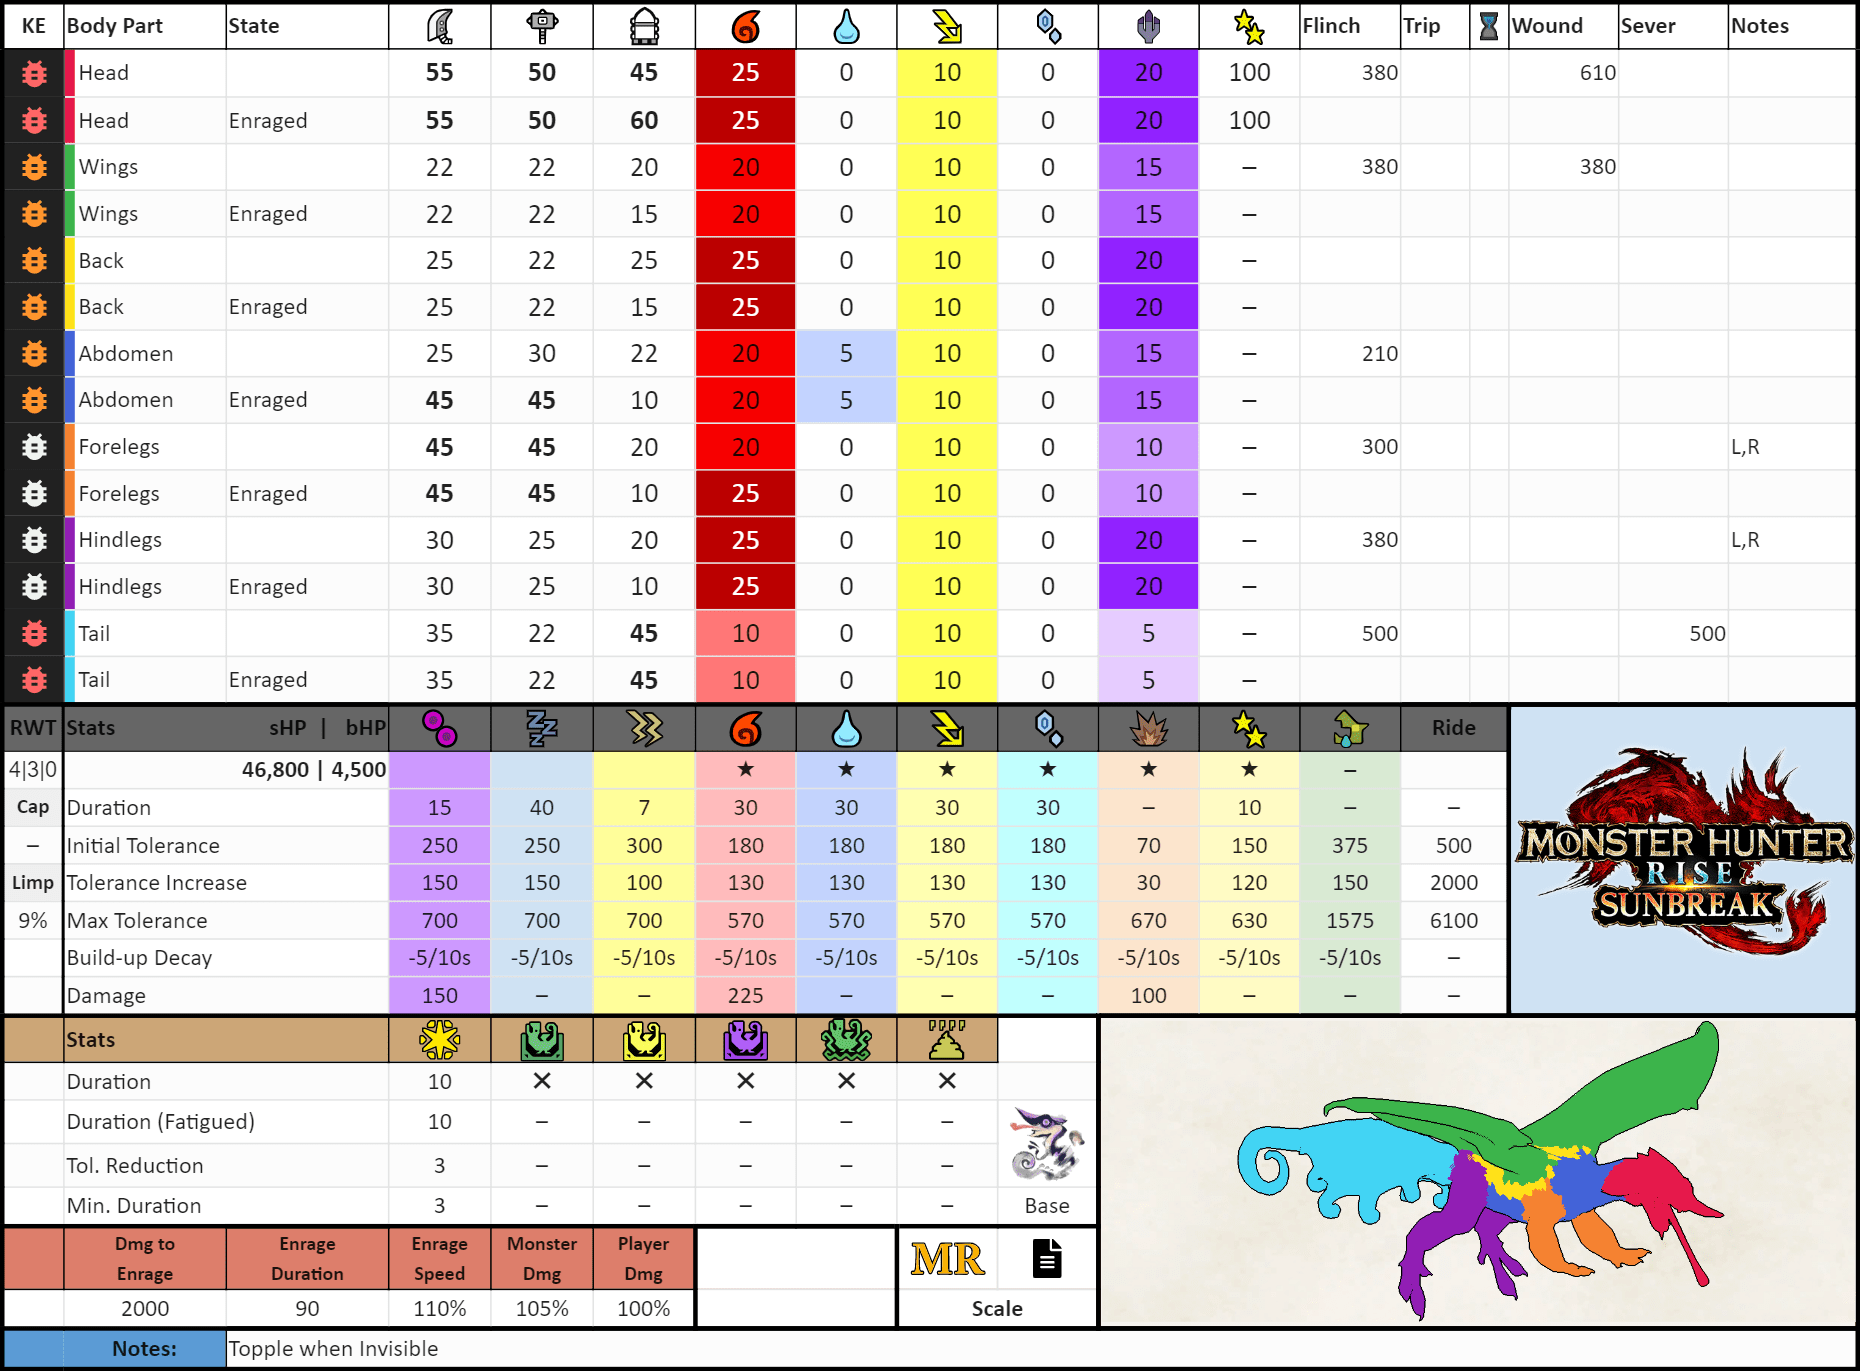 KE Body Part State Flinch Trip Wound Sever Notes
Head 55 50 45 25 0 10 0 20 100 380 610
Head Enraged 55 50 60 25 0 10 0 20 100
Wings 22 22 20 20 0 10 0 15 – 380 380
Wings Enraged 22 22 15 20 0 10 0 15 –
Back 25 22 25 25 0 10 0 20 –
Back Enraged 25 22 15 25 0 10 0 20 –
Abdomen 25 30 22 20 5 10 0 15 – 210
Abdomen Enraged 45 45 10 20 5 10 0 15 –
Forelegs 45 45 20 20 0 10 0 10 – 300 L,R
Forelegs Enraged 45 45 10 25 0 10 0 10 –
Hindlegs 30 25 20 25 0 10 0 20 – 380 L,R
Hindlegs Enraged 30 25 10 25 0 10 0 20 –
Tail 35 22 45 10 0 10 0 5 – 500 500
Tail Enraged 35 22 45 10 0 10 0 5 –
RWT Stats sHP | bHP Ride
4|3|0 46,800 | 4,500 ★ ★ ★ ★ ★ ★ –
Cap Duration 15 40 7 30 30 30 30 – 10 – –
– Initial Tolerance 250 250 300 180 180 180 180 70 150 375 500
Limp Tolerance Increase 150 150 100 130 130 130 130 30 120 150 2000
9% Max Tolerance 700 700 700 570 570 570 570 670 630 1575 6100
Build-up Decay -5/10s -5/10s -5/10s -5/10s -5/10s -5/10s -5/10s -5/10s -5/10s -5/10s –
Damage 150 – – 225 – – – 100 – – –
MONSTER HUNTER
RISE
SUNBREAK
TM
Stats
Duration 10 ✕ ✕ ✕ ✕ ✕
Duration (Fatigued) 10 – – – – –
Tol. Reduction 3 – – – – –
Min. Duration 3 – – – – – Base
Dmg to Enrage Enrage Duration Enrage Speed Monster Dmg Player Dmg MR
2000 90 110% 105% 100% Scale
Notes: Topple when Invisible